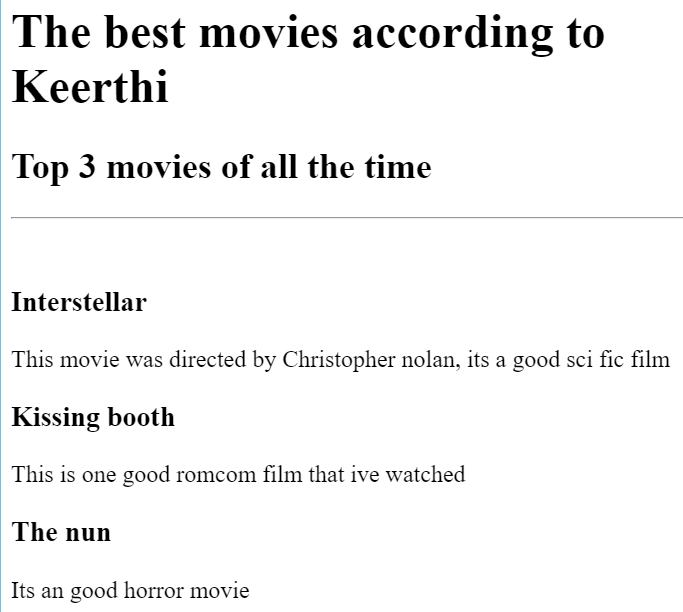 The best movies according to
Keerthi
Top 3 movies of all the time
Interstellar
This movie was directed by Christopher nolan, its a good sci fic film
Kissing booth
This is one good romcom film that ive watched
The nun
Its an good horror movie